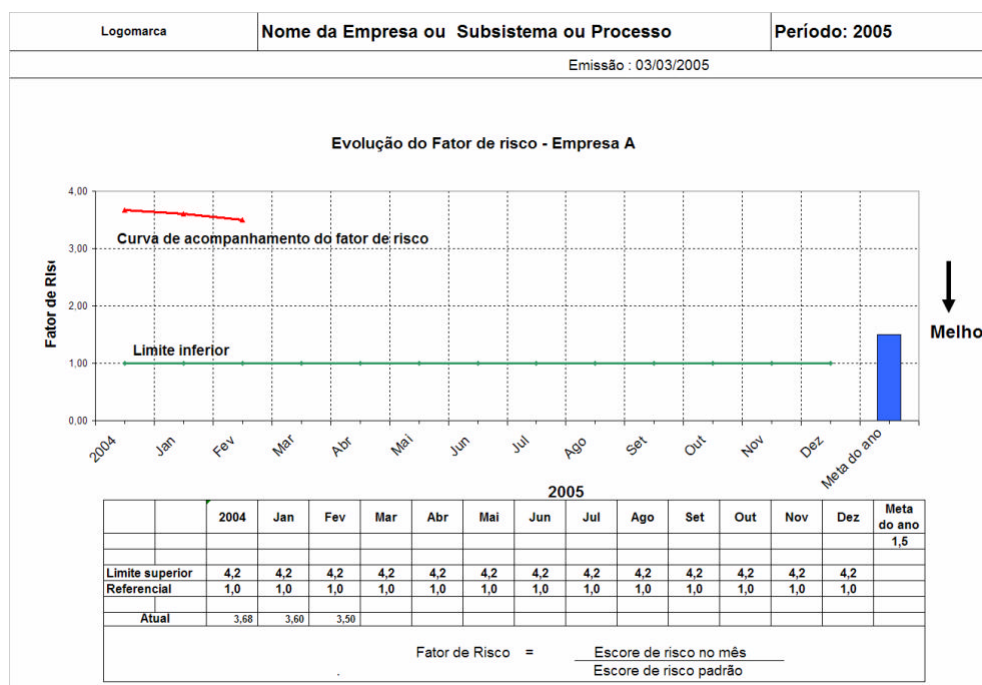 Logomarca
Nome da Empresa ou Subsistema ou Processo
Período: 2005
Emissão : 03/03/2005
Evolução do Fator de risco - Empresa A
Fator de RIsc
4,00
3,00
2,00
1,00
0,00
Curva de acompanhamento do fator de risco
Limite inferior
Melho
2004 Jan Fev Mar Abr Mai Jun Jul Ago Set Out Nov Dez Meta do ano
2005
2004 Jan Fev Mar Abr Mai Jun Jul Ago Set Out Nov Dez Meta
do ano
1,5
Limite superior 4,2 4,2 4,2 4,2 4,2 4,2 4,2 4,2 4,2 4,2 4,2 4,2 4,2
Referencial 1,0 1,0 1,0 1,0 1,0 1,0 1,0 1,0 1,0 1,0 1,0 1,0 1,0
Atual 3,68 3,60 3,50
Fator de Risco = Escore de risco no mês
Escore de risco padrão